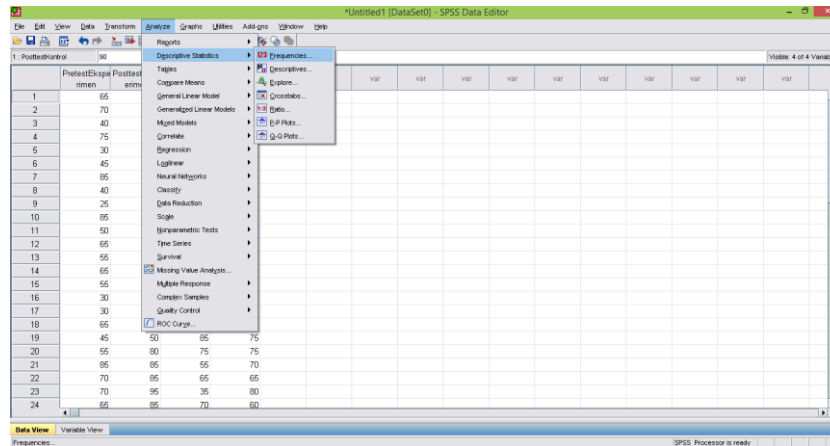 *Untitled1 [DataSet0] - SPSS Data Editor
File Edit View Data Transform Analyze Graphs Utilities Add-ons Window Help
1 : PosttestKontrol 90 Visible: 4 of 4 Variab
PretestEkspe rimen Posttest erim var var var var var var var var
Reports
Descriptive Statistics
Tables
Compare Means
General Linear Model
Generalized Linear Models
Mixed Models
Correlate
Regression
Loglinear
Neural Networks
Classify
Data Reduction
Scale
Nonparametric Tests
Time Series
Survival
Missing Value Analysis...
Multiple Response
Complex Samples
Quality Control
ROC Curve...
123 Frequencies...
Descriptives...
Explore...
Crosstabs...
1/2 Ratio...
P-P Plots...
Q-Q Plots...
1 65
2 70
3 40
4 75
5 30
6 45
7 85
8 40
9 25
10 85
11 50
12 65
13 55
14 65
15 55
16 30
17 30
18 65
19 45 50 85 75
20 55 80 75 75
21 85 85 55 70
22 70 85 65 65
23 70 95 35 80
24 65 85 70 60
Data View Variable View
Frequencies... SPSS Processor is ready